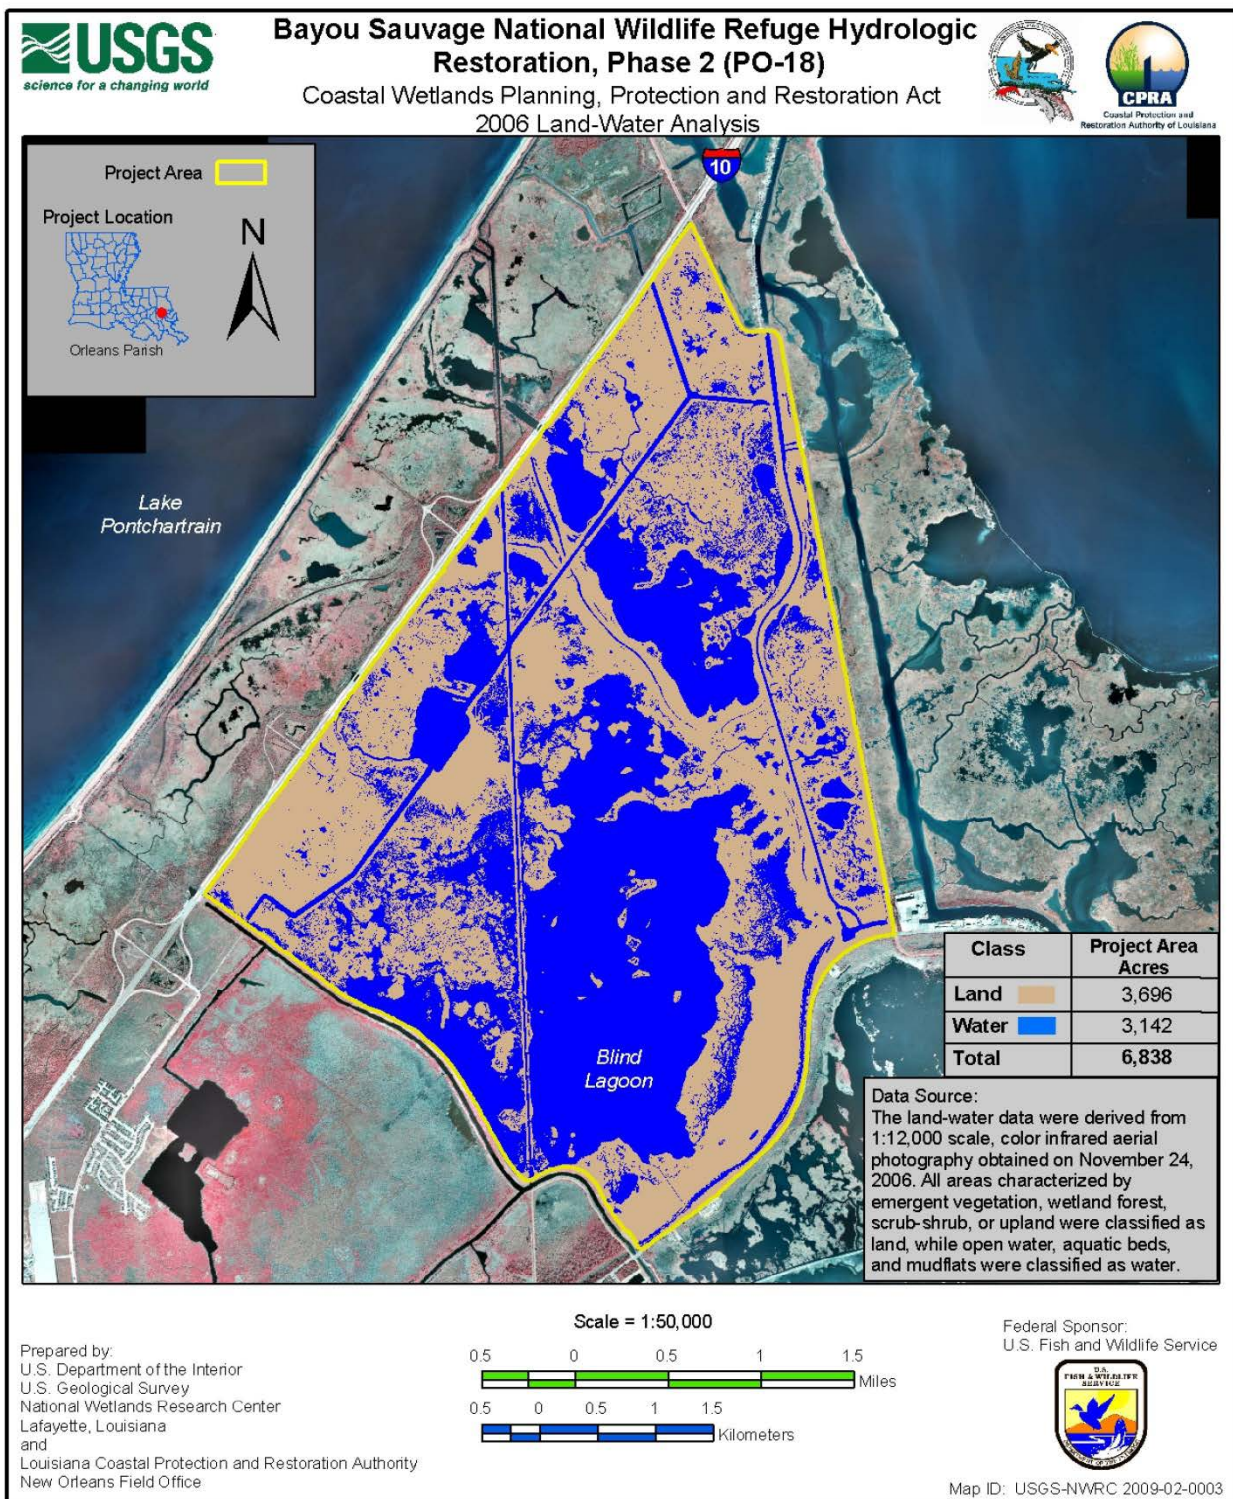 USGS
science for a changing world
Bayou Sauvage National Wildlife Refuge Hydrologic
Restoration, Phase 2 (PO-18)
Coastal Wetlands Planning, Protection and Restoration Act
2006 Land-Water Analysis
CPRA
Coastal Protection and
Restoration Authority of Louisiana
Project Area
Project Location
N
Orleans Parish
10
Lake
Pontchartrain
Blind
Lagoon
Class Project Area
Acres
Land 3,696
Water 3,142
Total 6,838
Data Source:
The land-water data were derived from
1:12,000 scale, color infrared aerial
photography obtained on November 24,
2006. All areas characterized by
emergent vegetation, wetland forest,
scrub-shrub, or upland were classified as
land, while open water, aquatic beds,
and mudflats were classified as water.
Scale = 1:50,000
0.5 0 0.5 1 1.5
Miles
0.5 0 0.5 1 1.5
Kilometers
Prepared by:
U.S. Department of the Interior
U.S. Geological Survey
National Wetlands Research Center
Lafayette, Louisiana
and
Louisiana Coastal Protection and Restoration Authority
New Orleans Field Office
Federal Sponsor:
U.S. Fish and Wildlife Service
U.S.
FISH & WILDLIFE
SERVICE
Map ID: USGS-NWRC 2009-02-0003